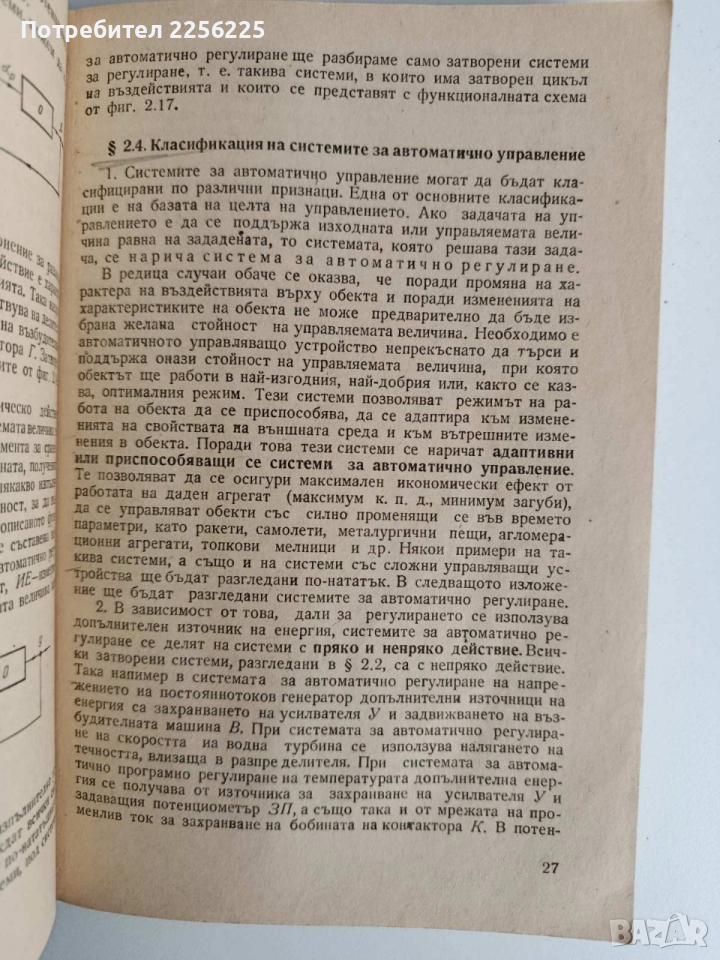 Потребител 2256225
за автоматично регулиране ще разбираме само затворени системи
за регулиране, т. е. такива системи, в които има затворен цикъл
на въздействията и които се представят с функционалната схема
от фиг. 2.17.
§ 2.4. Класификация на системите за автоматично управление
1. Системите за автоматично управление могат да бъдат кла-
сифицирани по различни признаци. Една от основните класифика-
ции е на базата на целта на управлението. Ако задачата на уп-
равлението е да се поддържа изходната или управляемата вели-
чина равна на зададената, то системата, която решава тази зада-
ча, се нарича система за автоматично регулиране.
В редица случаи обаче се оказва, че поради промяна на ха-
рактера на въздействията върху обекта и поради измененията на
характеристиките на обекта не може предварително да бъде из-
брана желана стойност на управляемата величина. Необходимо е
автоматичното управляващо устройство непрекъснато да търси и
поддържа онази стойност на управляемата величина, при която
обектът ще работи в най-изгодния, най-добрия или, както се каз-
ва, оптималния режим. Тези системи позволяват режимът на ра-
бота на обекта да се приспособява, да се адаптира към измене-
нията на свойствата на външната среда и към вътрешните изме-
нения в обекта. Поради това тези системи се наричат адаптивни
или приспособяващи се системи за автоматично управление.
Те позволяват да се осигури максимален икономически ефект от
работата на даден агрегат (максимум к. п. д., минимум загуби),
да се управляват обекти със силно променящи се във времето
параметри, като ракети, самолети, металургични пещи, агломера-
ционни агрегати, топкови мелници и др. Някои примери на та-
кива системи, а също и на системи със сложни управляващи ус-
тройства ще бъдат разгледани по-нататък. В следващото изложе-
ние ще бъдат разгледани системите за автоматично регулиране.
2. В зависимост от това, дали за регулирането се използува
допълнителен източник на енергия, системите за автоматично ре-
гулиране се делят на системи с пряко и непряко действие. Всич-
ки затворени системи, разгледани в § 2.2, са с непряко действие.
Така например в системата за автоматично регулиране на напре-
жението на постояннотоков генератор допълнителни източници на
енергия са захранването на усилвателя У и задвижването на въз-
будителната машина В. При системата за автоматично регулира-
не на скоростта на водна турбина се използува налягането на
течността, влизаща в разпределителя. При системата за автома-
тично програмно регулиране на температурата допълнителна енер-
гия се получава от източника за захранване на усилвателя У и
задаващия потенциометър ЗП, а също така и от мрежата на про-
менлив ток за захранване на бобината на контактора К. В потен-
27
BAZAR